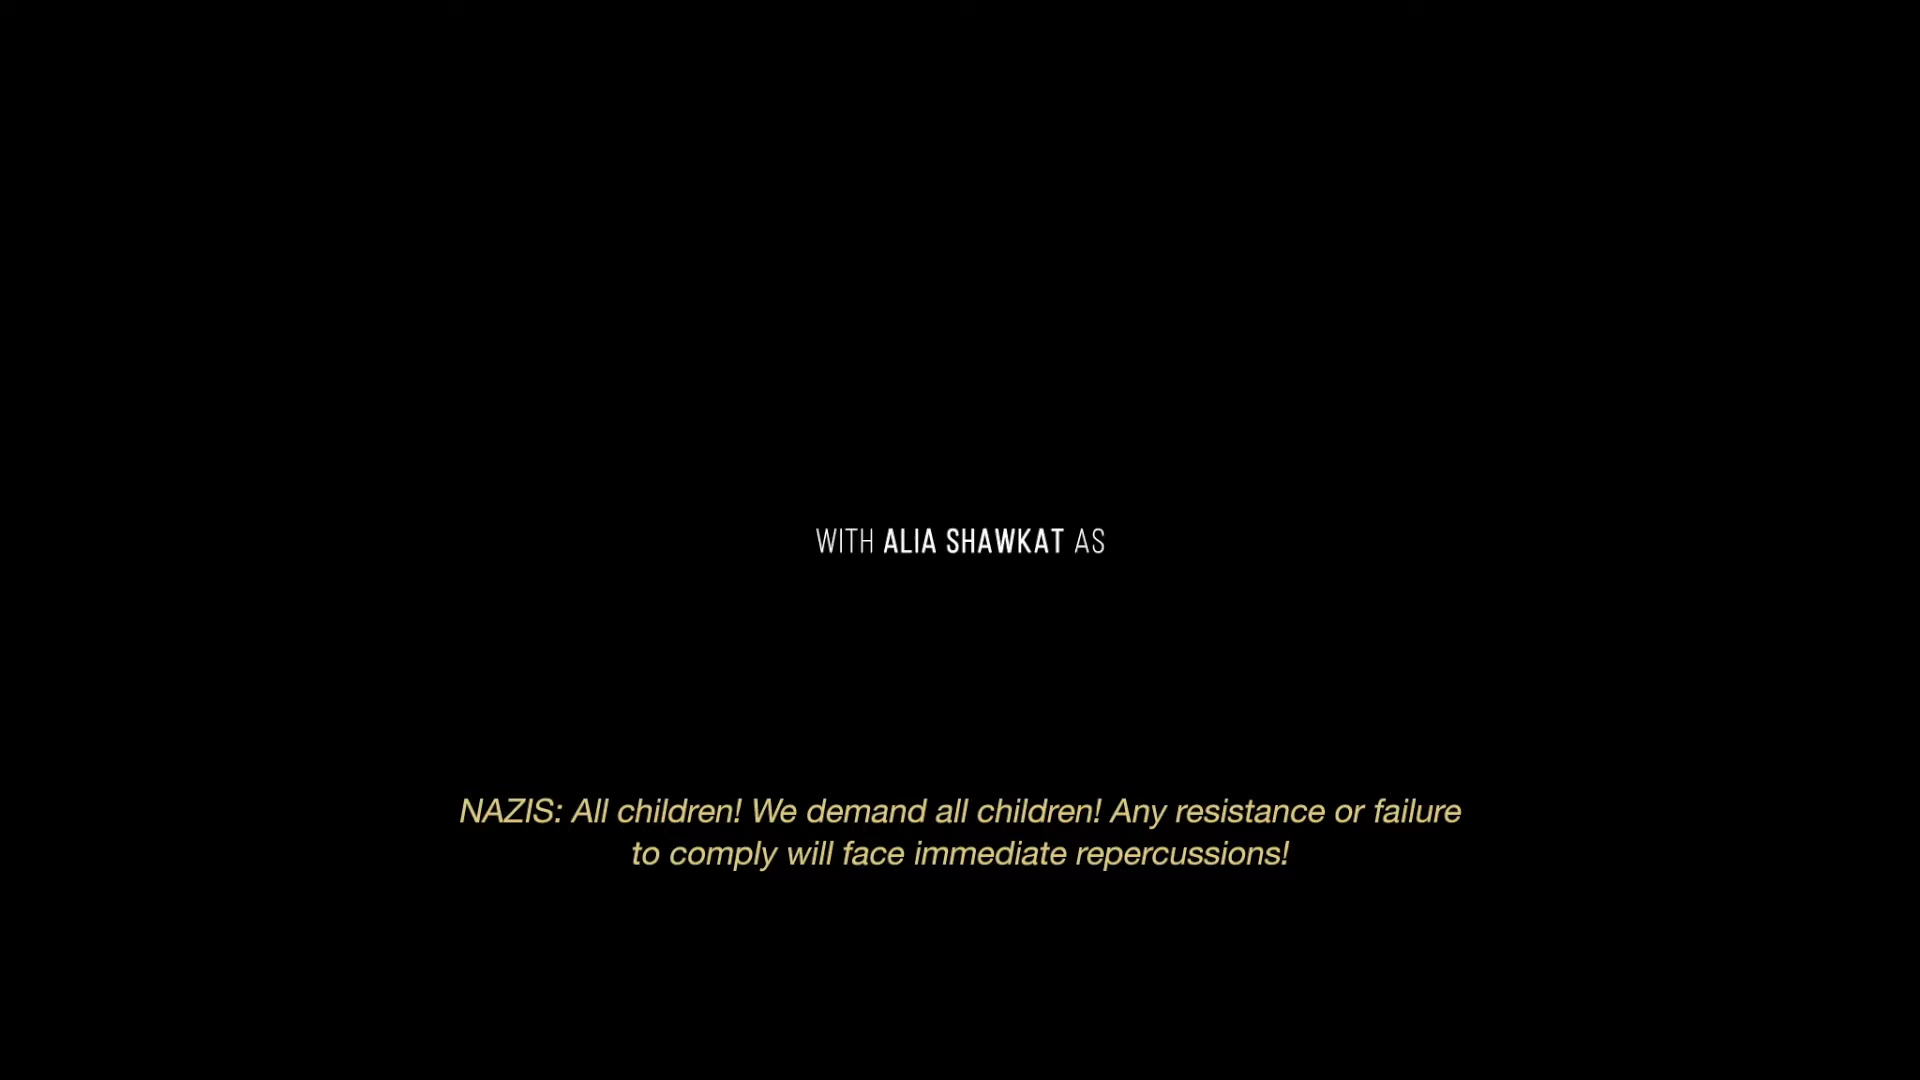 WITH ALIA SHAWKAT AS
NAZIS: All children! We demand all children! Any resistance or failure
to comply will face immediate repercussions!